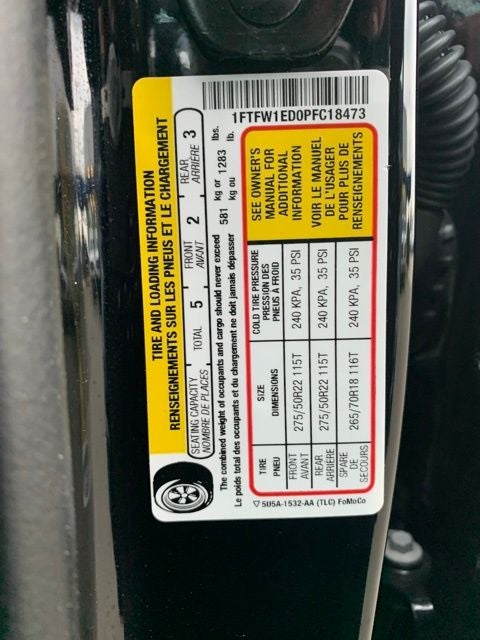 1FTFW1ED0PFC18473
TIRE AND LOADING INFORMATION
RENSEIGNEMENTS SUR LES PNEUS ET LE CHARGEMENT
SEATING CAPACITY
NOMBRE DE PLACES
TOTAL 5
FRONT
AVANT
2
REAR
ARRIÈRE
3
The combined weight of occupants and cargo should never exceed 581 kg or 1283 lbs.
Le poids total des occupants et du chargement ne doit jamais dépasser kg ou lb.
TIRE
PNEU
SIZE
DIMENSIONS
COLD TIRE PRESSURE
PRESSION DES
PNEUS À FROID
FRONT
AVANT
275/50R22 115T
240 KPA, 35 PSI
REAR
ARRIÈRE
275/50R22 115T
240 KPA, 35 PSI
SPARE
DE
SECOURS
265/70R18 116T
240 KPA, 35 PSI
SEE OWNER'S
MANUAL FOR
ADDITIONAL
INFORMATION
VOIR LE MANUEL
DE L'USAGER
POUR PLUS DE
RENSEIGNEMENTS
5U5A-1532-AA (TLC) FoMoCo